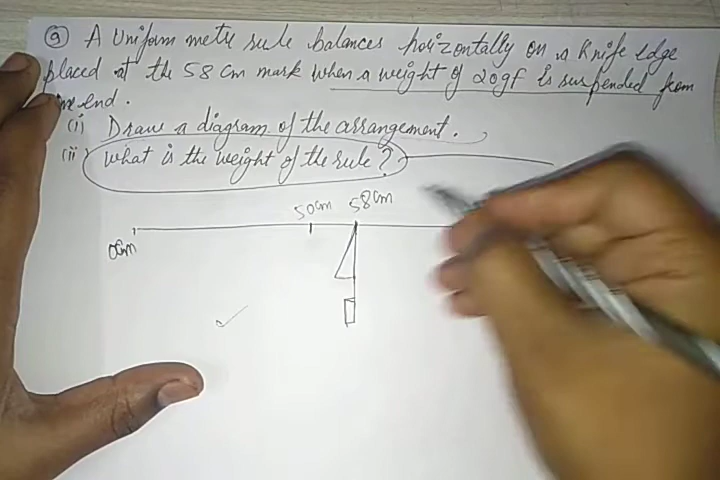 (9) A Uniform metre rule balances horizontally on a Knife edge
placed at the 58 cm mark when a weight of 20gf is suspended from
end.
(i) Draw a diagram of the arrangement.
(ii) What is the weight of the rule?
50cm 58cm
0cm